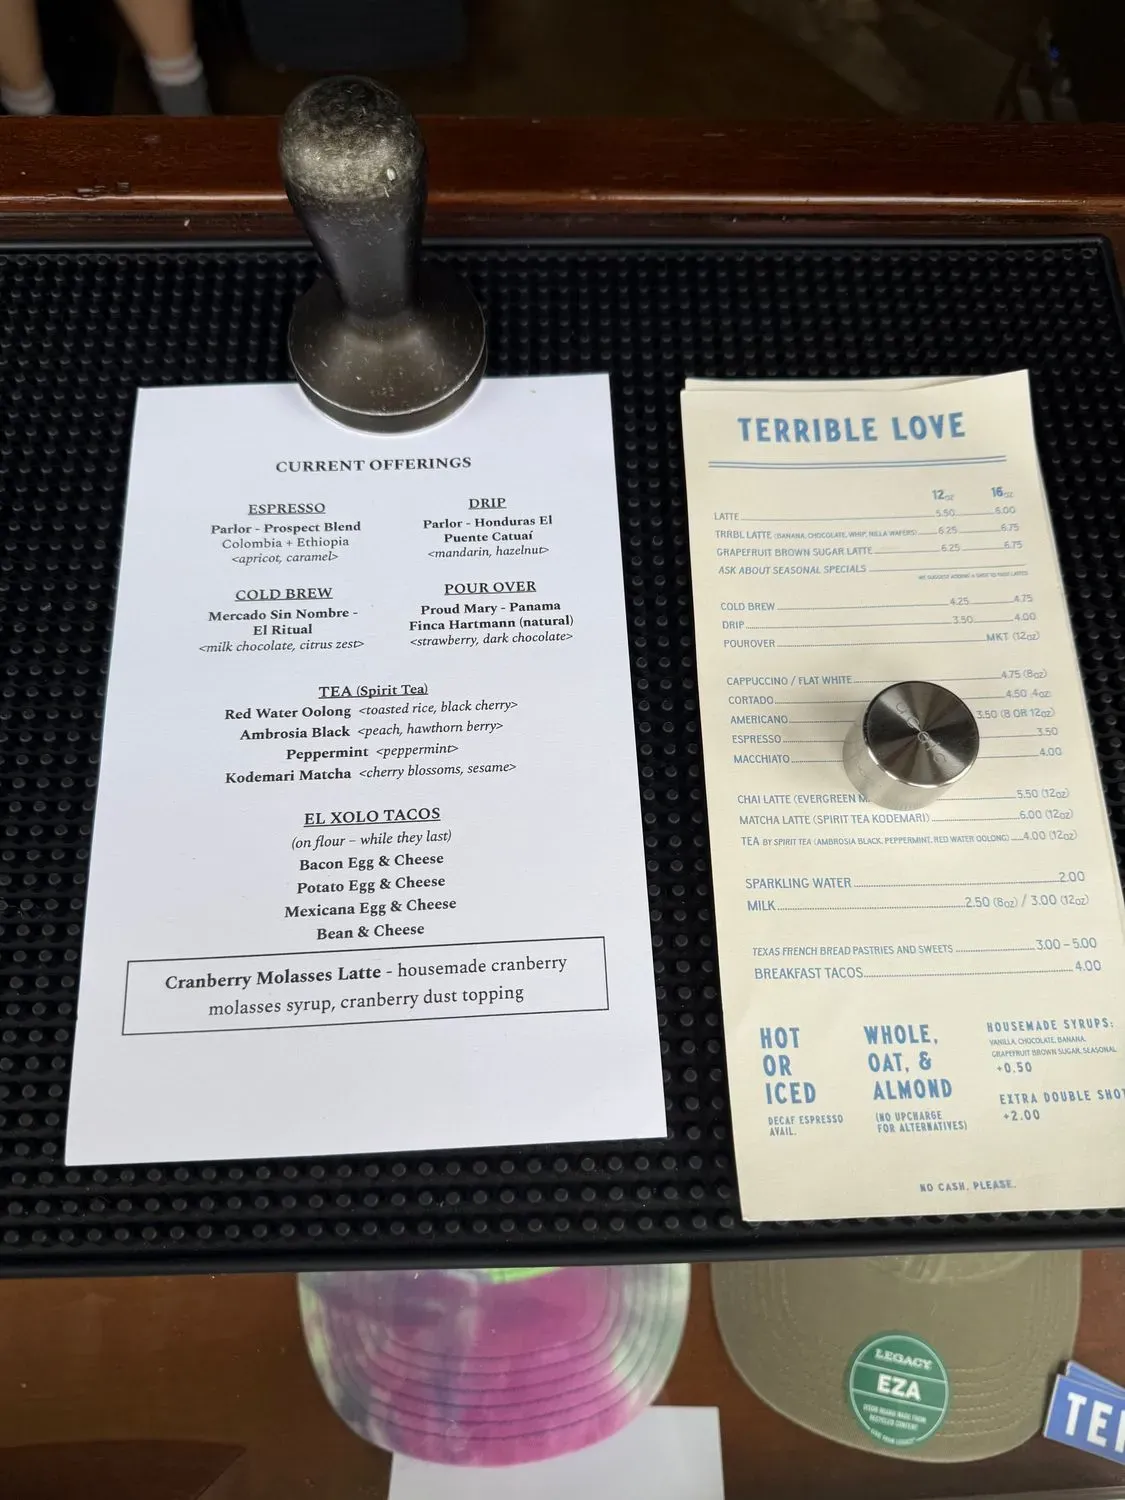 CURRENT OFFERINGS
ESPRESSO
Parlor - Prospect Blend
Colombia + Ethiopia
<apricot, caramel>
DRIP
Parlor - Honduras El
Puente Catuaí
<mandarin, hazelnut>
COLD BREW
Mercado Sin Nombre -
El Ritual
<milk chocolate, citrus zest>
POUR OVER
Proud Mary - Panama
Finca Hartmann (natural)
<strawberry, dark chocolate>
TEA (Spirit Tea)
Red Water Oolong <toasted rice, black cherry>
Ambrosia Black <peach, hawthorn berry>
Peppermint <peppermint>
Kodemari Matcha <cherry blossoms, sesame>
EL XOLO TACOS
(on flour – while they last)
Bacon Egg & Cheese
Potato Egg & Cheese
Mexicana Egg & Cheese
Bean & Cheese
Cranberry Molasses Latte - housemade cranberry
molasses syrup, cranberry dust topping
TERRIBLE LOVE
12oz 16oz
LATTE 5.50 6.00
TRRBL LATTE (BANANA, CHOCOLATE, WHIP, NILLA WAFERS) 6.25 6.75
GRAPEFRUIT BROWN SUGAR LATTE 6.25 6.75
ASK ABOUT SEASONAL SPECIALS
COLD BREW 4.25 4.75
DRIP 3.50 4.00
POUROVER MKT (12oz)
CAPPUCCINO / FLAT WHITE 4.75 (8oz)
CORTADO 4.50 4oz)
AMERICANO 3.50 (8 OR 12oz)
ESPRESSO 3.50
MACCHIATO 4.00
CHAI LATTE (EVERGREEN 5.50 (12oz)
MATCHA LATTE (SPIRIT TEA KODEMARI) 6.00 (12oz)
TEA BY SPIRIT TEA (AMBROSIA BLACK, PEPPERMINT, RED WATER OOLONG) 4.00 (12oz)
SPARKLING WATER 2.00
MILK 2.50 (8oz) / 3.00 (12oz)
TEXAS FRENCH BREAD PASTRIES AND SWEETS 3.00 – 5.00
BREAKFAST TACOS 4.00
HOT
OR
ICED
DECAF ESPRESSO
AVAIL.
WHOLE,
OAT, &
ALMOND
(NO UPCHARGE
FOR ALTERNATIVES)
HOUSEMADE SYRUPS:
VANILLA, CHOCOLATE, BANANA,
GRAPEFRUIT BROWN SUGAR, SEASONAL
+0.50
EXTRA DOUBLE SHOT
+2.00
NO CASH, PLEASE.
LEGACY
EZA
RECYCLED CONTENT
TE